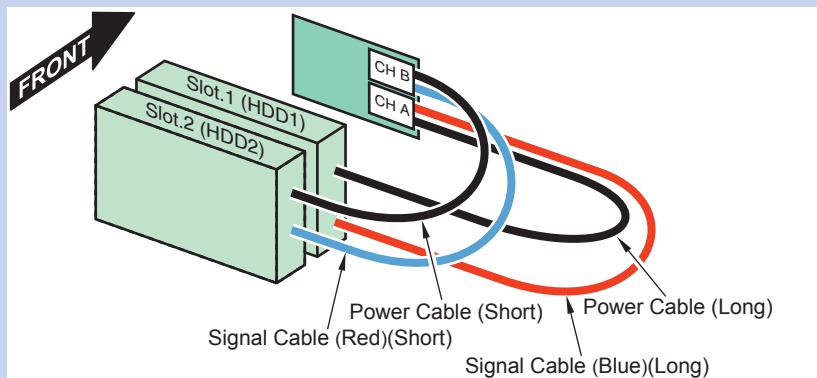 FRONT
Slot.1 (HDD1)
Slot.2 (HDD2)
CH B
CH A
Power Cable (Short)
Power Cable (Long)
Signal Cable (Red)(Short)
Signal Cable (Blue)(Long)